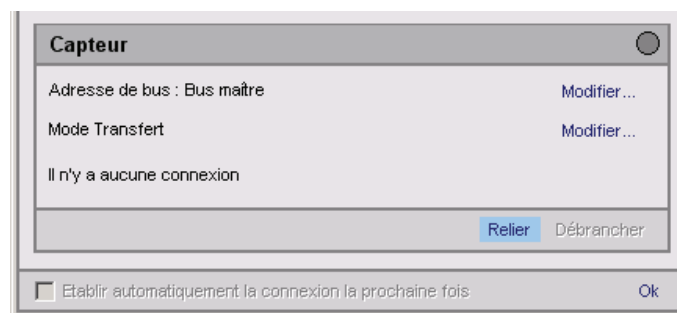 Capteur
Adresse de bus : Bus maître Modifier...
Mode Transfert Modifier...
Il n'y a aucune connexion
Relier Débrancher
Etablir automatiquement la connexion la prochaine fois Ok